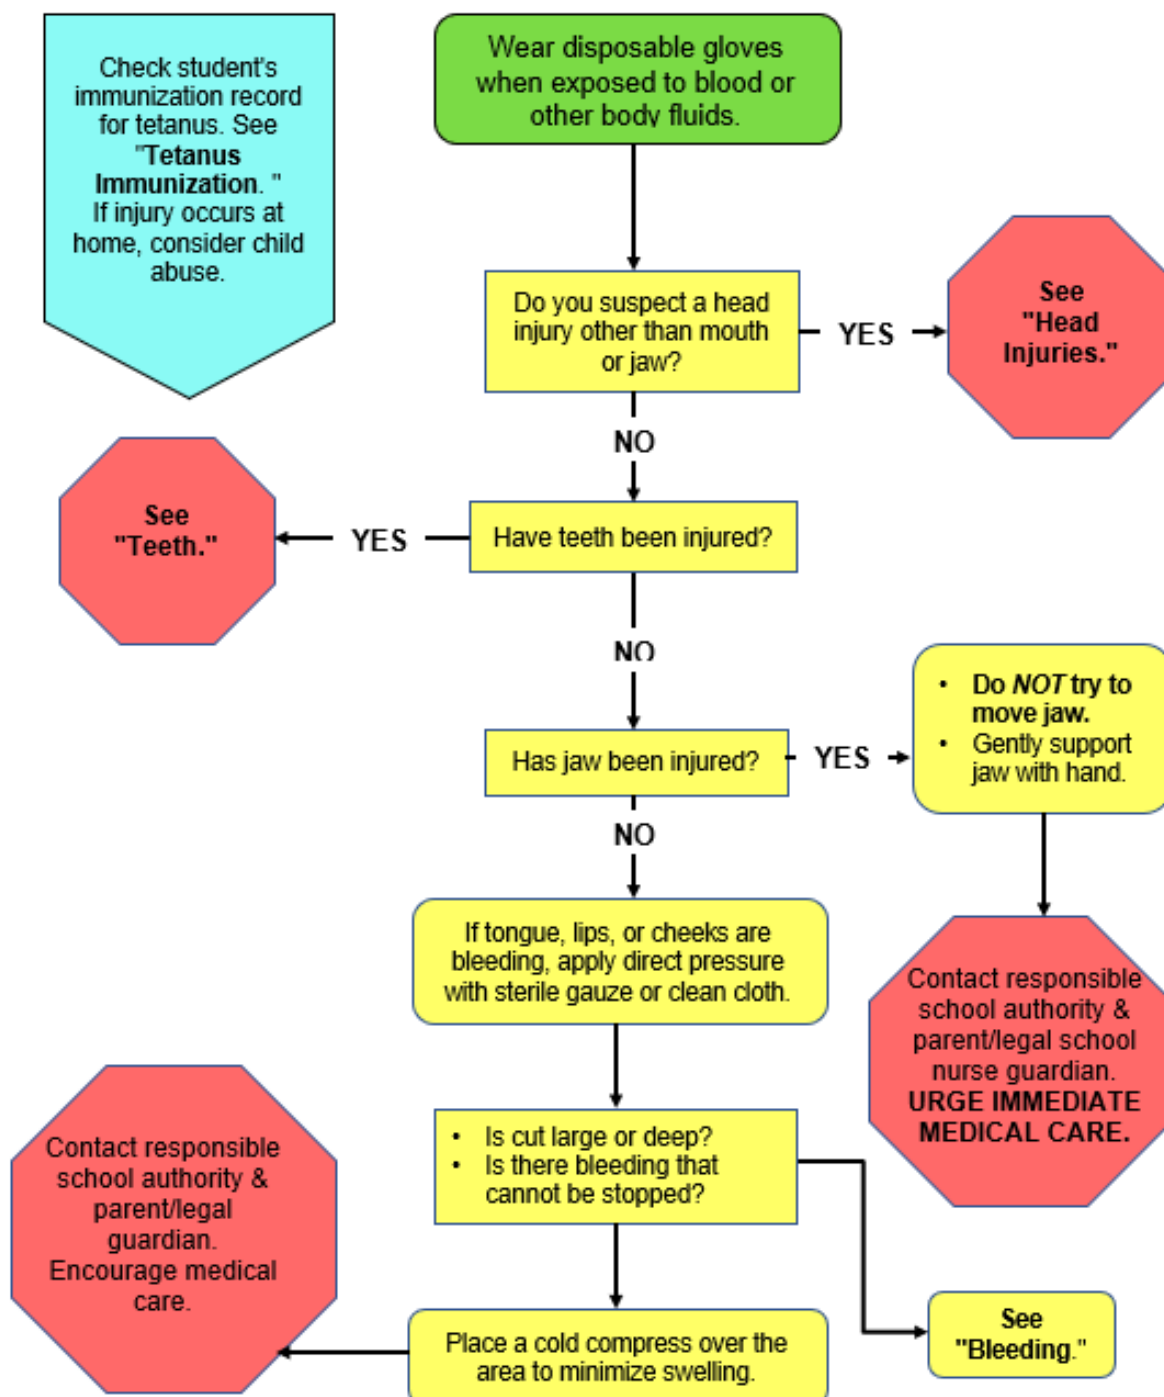 Check student's
immunization record
for tetanus. See
"Tetanus
Immunization. "
If injury occurs at
home, consider child
abuse.
Wear disposable gloves
when exposed to blood or
other body fluids.
Do you suspect a head
injury other than mouth
or jaw?
YES
See
"Head
Injuries."
NO
See
"Teeth."
YES
Have teeth been injured?
NO
• Do NOT try to
move jaw.
• Gently support
jaw with hand.
Has jaw been injured?
YES
NO
If tongue, lips, or cheeks are
bleeding, apply direct pressure
with sterile gauze or clean cloth.
Contact responsible
school authority &
parent/legal school
nurse guardian.
URGE IMMEDIATE
MEDICAL CARE.
• Is cut large or deep?
• Is there bleeding that
cannot be stopped?
Contact responsible
school authority &
parent/legal
guardian.
Encourage medical
care.
Place a cold compress over the
area to minimize swelling.
See
"Bleeding."